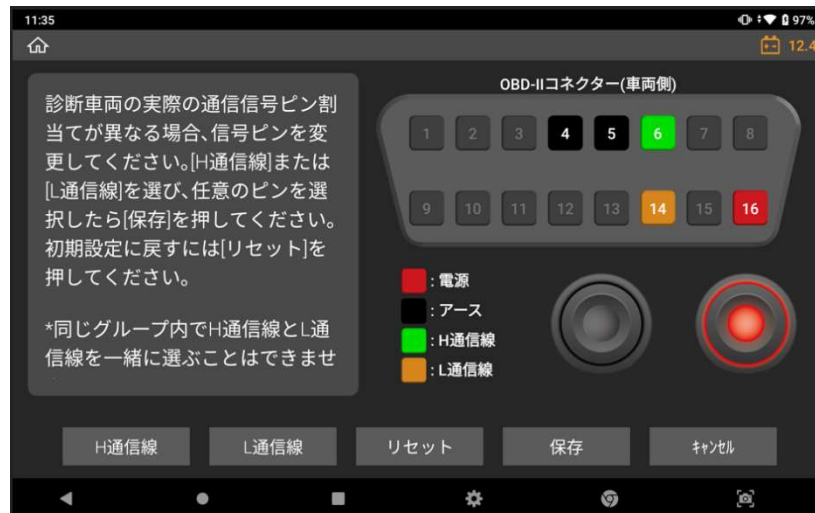 11:35
97%
12.4
診断車両の実際の通信信号ピン割
当てが異なる場合、信号ピンを変
更してください。[H通信線]または
[L通信線]を選び、任意のピンを選
択したら[保存]を押してください。
初期設定に戻すには[リセット]を
押してください。
*同じグループ内でH通信線とL通
信線を一緒に選ぶことはできませ
OBD-IIコネクター(車両側)
1 2 3 4 5 6 7 8
9 10 11 12 13 14 15 16
: 電源
: アース
: H通信線
: L通信線
H通信線 L通信線 リセット 保存 ｷｬﾝｾﾙ